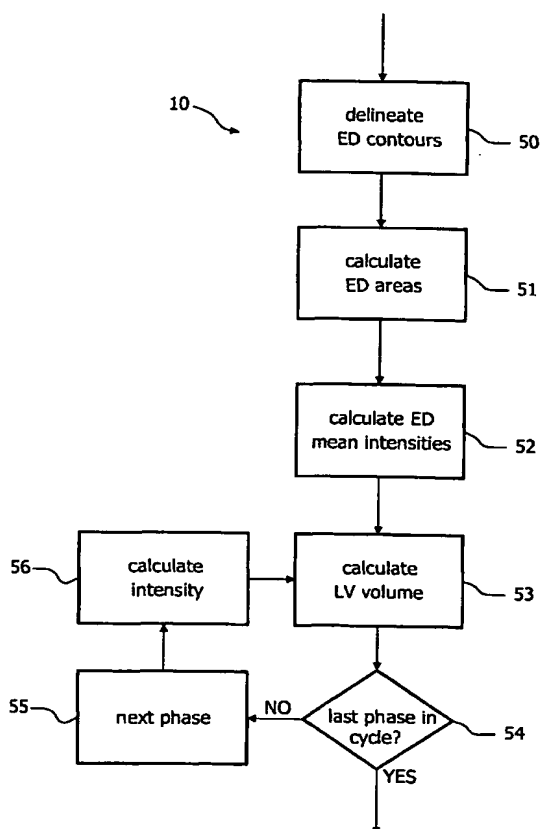 10
delineate
ED contours
50
calculate
ED areas
51
calculate ED
mean intensities
52
56
calculate
intensity
calculate
LV volume
53
55
next phase
NO
last phase in
cycle?
54
YES